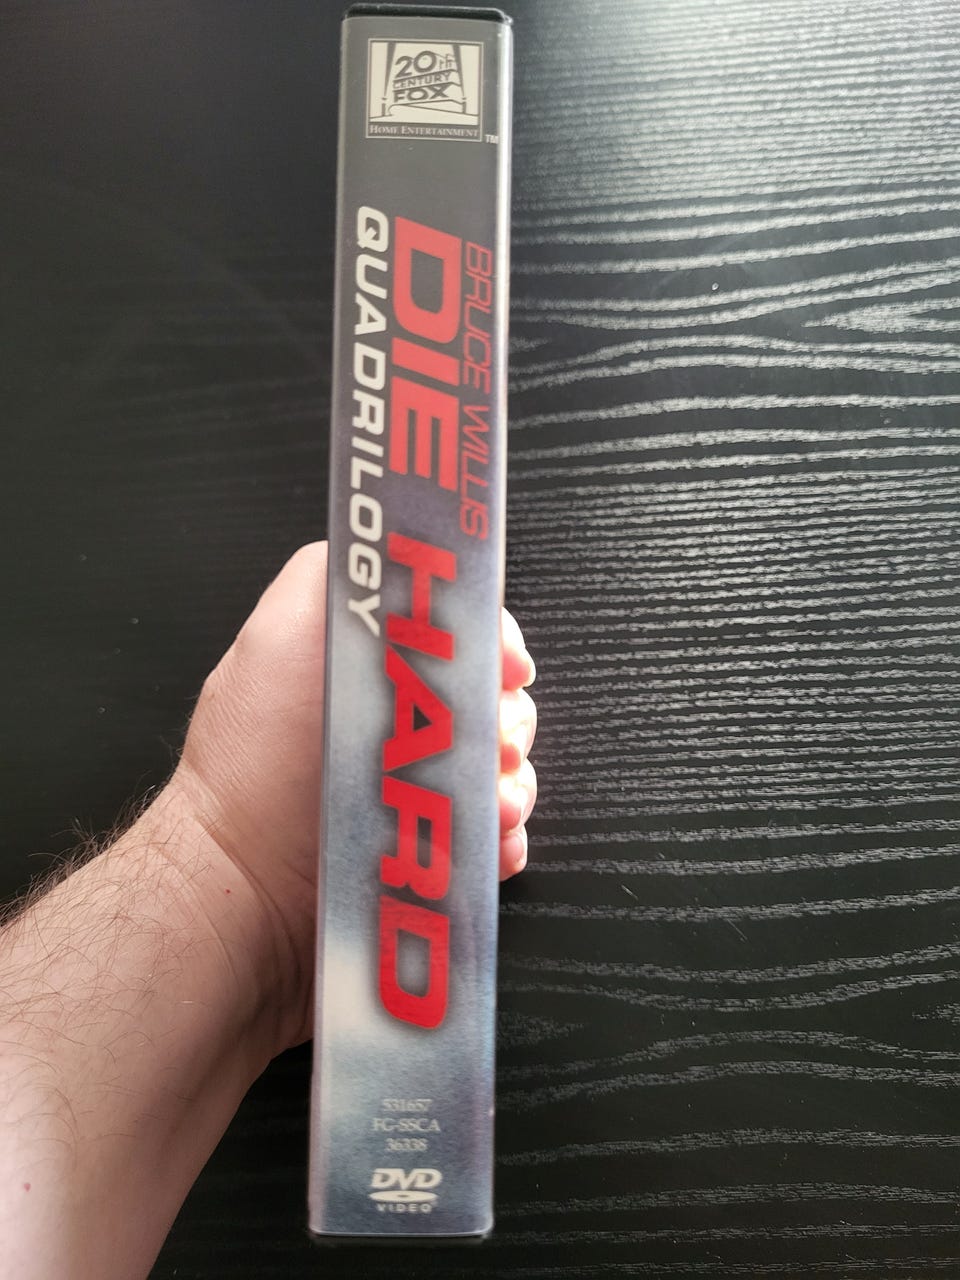 20th
CENTURY
FOX
HOME ENTERTAINMENT
TM
BRUCE WILLIS
DIE HARD
QUADRILOGY
531657
FG-SSCA
36338
DVD
VIDEO